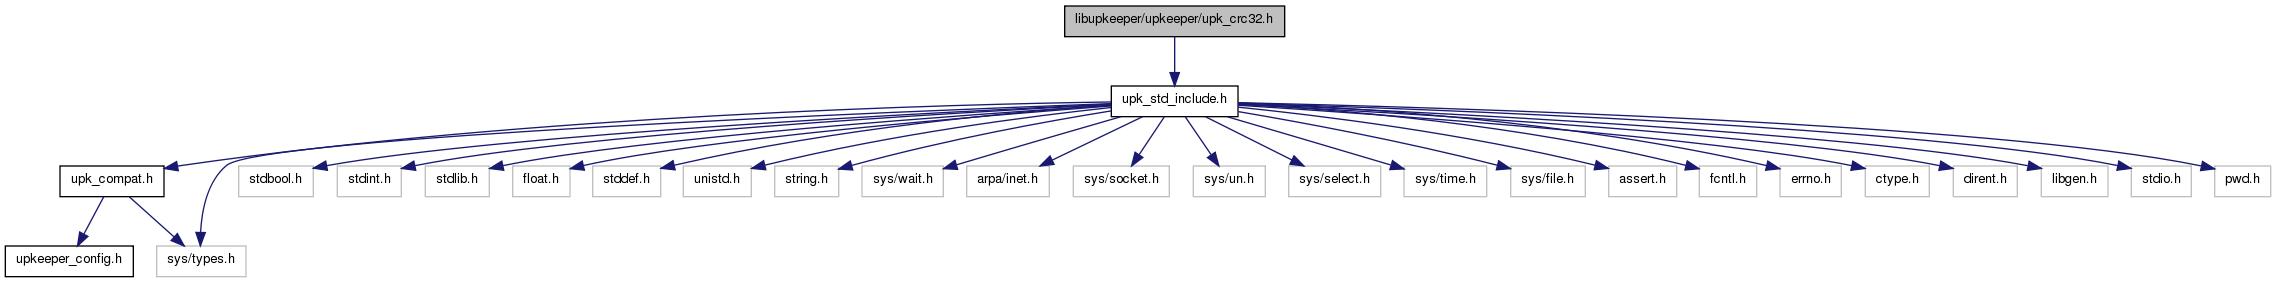 libupkeeper/upkeeper/upk_crc32.h
upk_std_include.h
upk_compat.h
stdbool.h
stdint.h
stdlib.h
float.h
stddef.h
unistd.h
string.h
sys/wait.h
arpa/inet.h
sys/socket.h
sys/un.h
sys/select.h
sys/time.h
sys/file.h
assert.h
fcntl.h
errno.h
ctype.h
dirent.h
libgen.h
stdio.h
pwd.h
upkeeper_config.h
sys/types.h